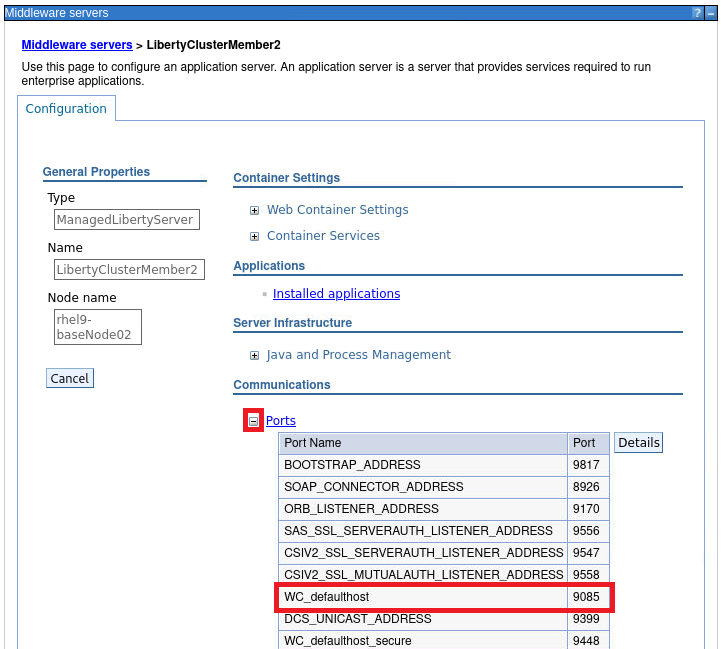 Middleware servers
?
Middleware servers > LibertyClusterMember2
Use this page to configure an application server. An application server is a server that provides services required to run
enterprise applications.
Configuration
General Properties
Type
ManagedLibertyServer
Name
LibertyClusterMember2
Node name
rhel9-
baseNode02
Cancel
Container Settings
Web Container Settings
Container Services
Applications
Installed applications
Server Infrastructure
Java and Process Management
Communications
Ports
Port Name Port Details
BOOTSTRAP_ADDRESS 9817
SOAP_CONNECTOR_ADDRESS 8926
ORB_LISTENER_ADDRESS 9170
SAS_SSL_SERVERAUTH_LISTENER_ADDRESS 9556
CSIV2_SSL_SERVERAUTH_LISTENER_ADDRESS 9547
CSIV2_SSL_MUTUALAUTH_LISTENER_ADDRESS 9558
WC_defaulthost 9085
DCS_UNICAST_ADDRESS 9399
WC_defaulthost_secure 9448